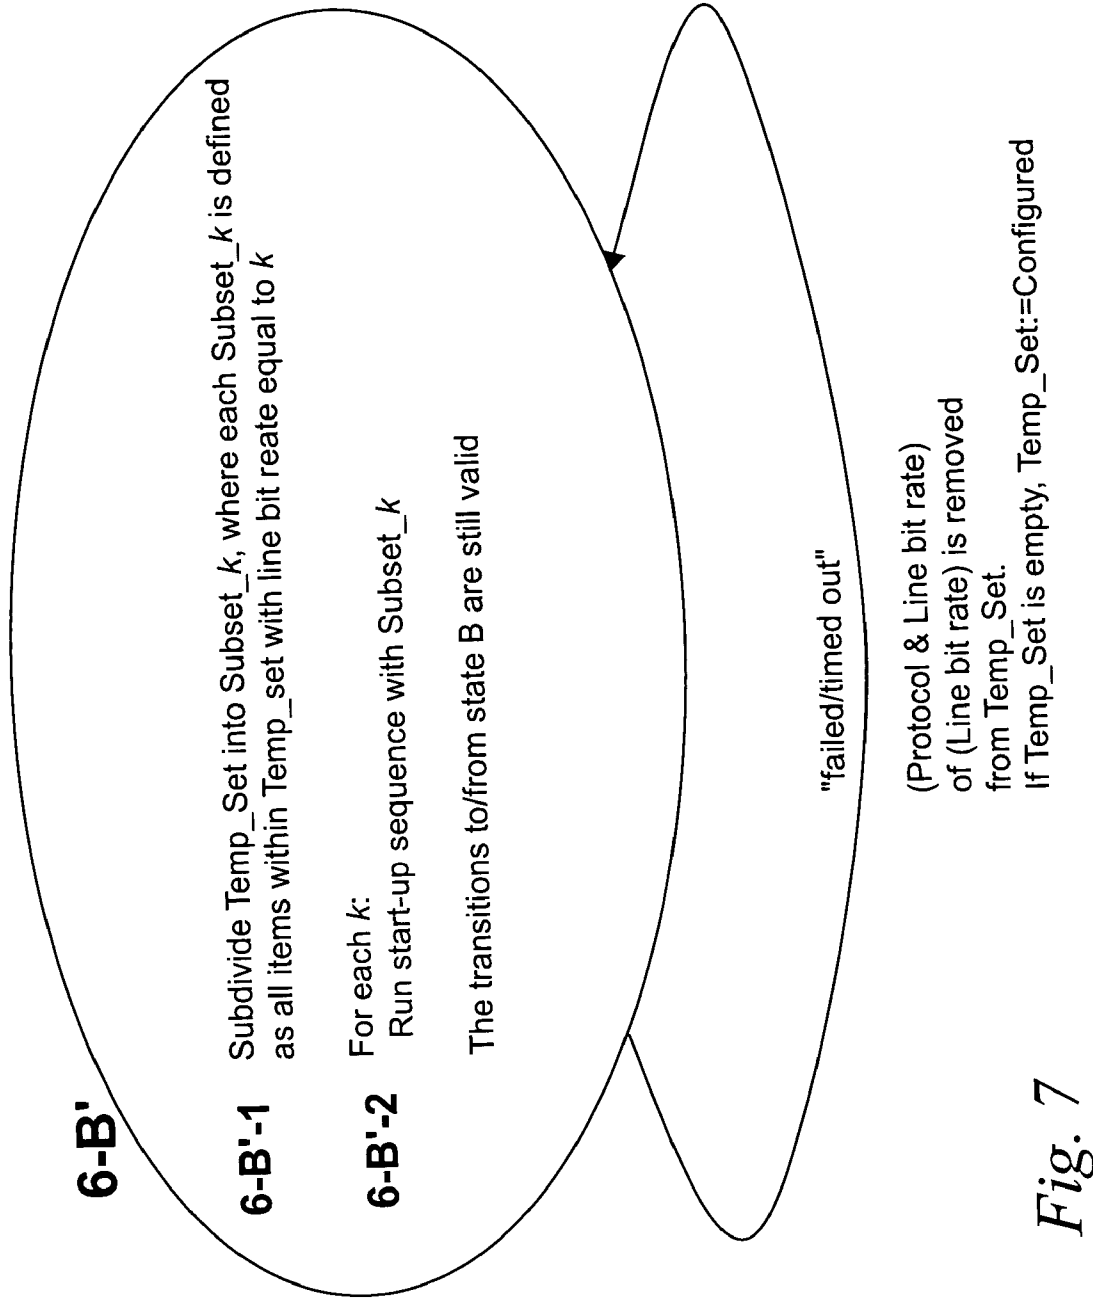 6-B'
6-B'-1
Subdivide Temp_Set into Subset_k, where each Subset_k is defined
as all items within Temp_set with line bit reate equal to k
6-B'-2
For each k:
Run start-up sequence with Subset_k
The transitions to/from state B are still valid
"failed/timed out"
(Protocol & Line bit rate)
of (Line bit rate) is removed
from Temp_Set.
If Temp_Set is empty, Temp_Set:=Configured
Fig. 7